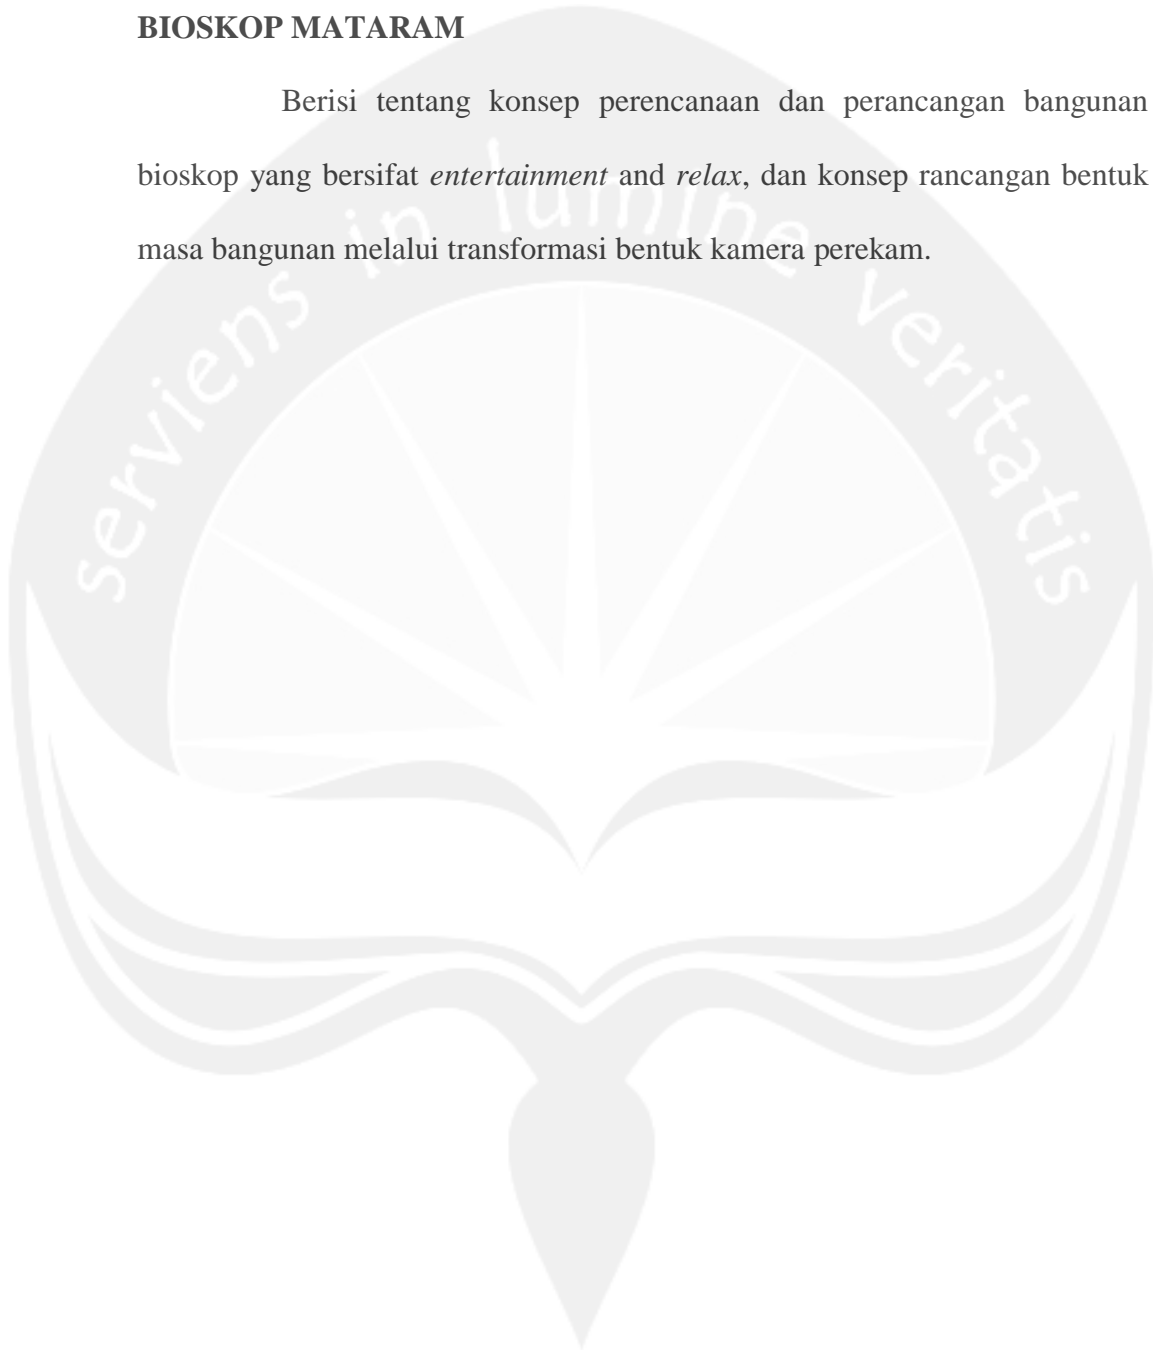 BIOSKOP MATARAM
Berisi tentang konsep perencanaan dan perancangan bangunan
bioskop yang bersifat entertainment and relax, dan konsep rancangan bentuk
masa bangunan melalui transformasi bentuk kamera perekam.
serviens in lumine veritatis